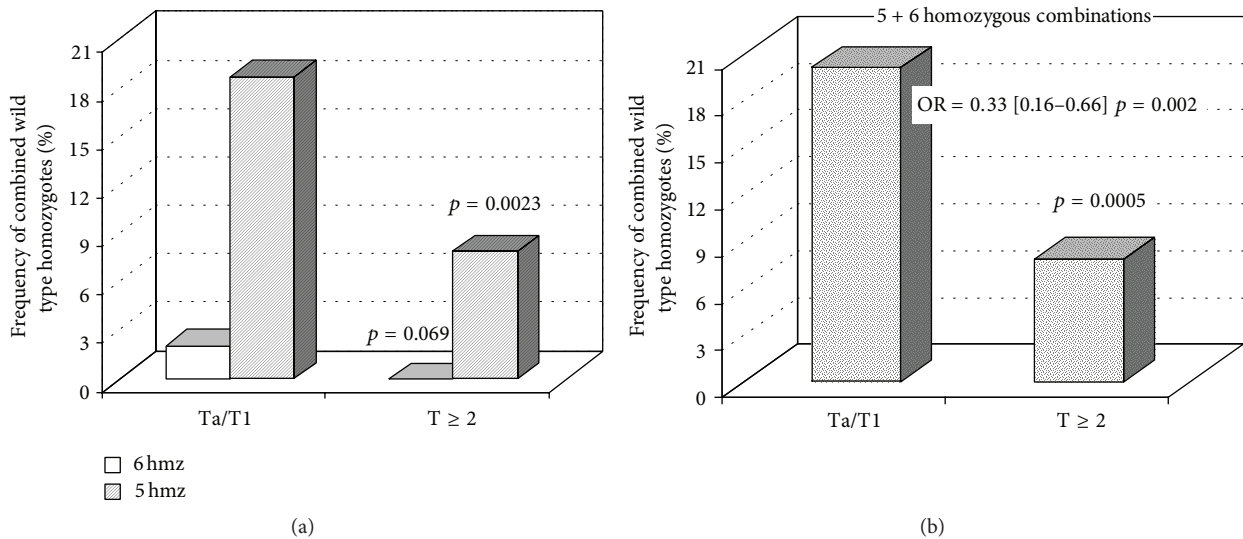 21
18
15
12
9
6
3
0
Frequency of combined wild
type homozygotes (%)
p = 0.0023
p = 0.069
Ta/T1
T ≥ 2
6 hmz
5 hmz
(a)
5 + 6 homozygous combinations
21
18
15
12
9
6
3
0
Frequency of combined wild
type homozygotes (%)
OR = 0.33 [0.16–0.66] p = 0.002
p = 0.0005
Ta/T1
T ≥ 2
(b)